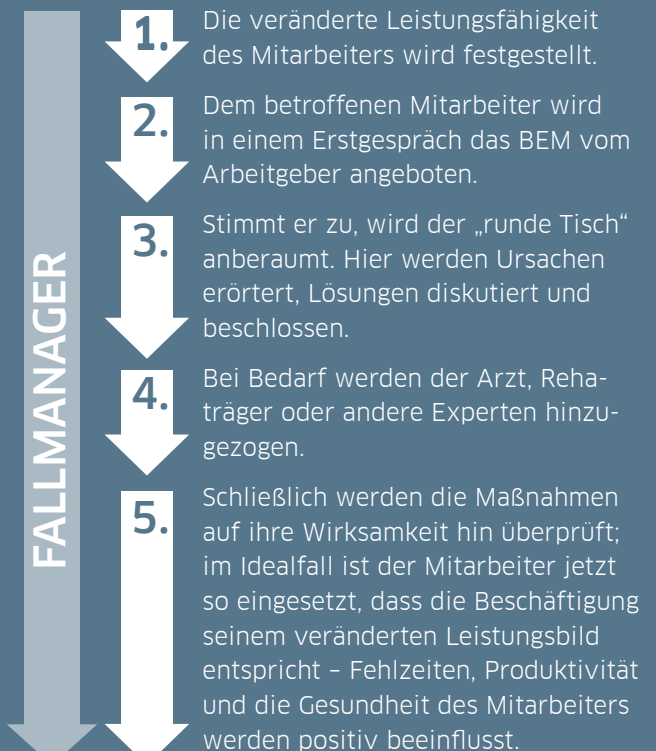 FALLMANAGER
1.
Die veränderte Leistungsfähigkeit
des Mitarbeiters wird festgestellt.
2.
Dem betroffenen Mitarbeiter wird
in einem Erstgespräch das BEM vom
Arbeitgeber angeboten.
3.
Stimmt er zu, wird der „runde Tisch“
anberaumt. Hier werden Ursachen
erörtert, Lösungen diskutiert und
beschlossen.
4.
Bei Bedarf werden der Arzt, Reha-
träger oder andere Experten hinzu-
gezogen.
5.
Schließlich werden die Maßnahmen
auf ihre Wirksamkeit hin überprüft;
im Idealfall ist der Mitarbeiter jetzt
so eingesetzt, dass die Beschäftigung
seinem veränderten Leistungsbild
entspricht – Fehlzeiten, Produktivität
und die Gesundheit des Mitarbeiters
werden positiv beeinflusst.